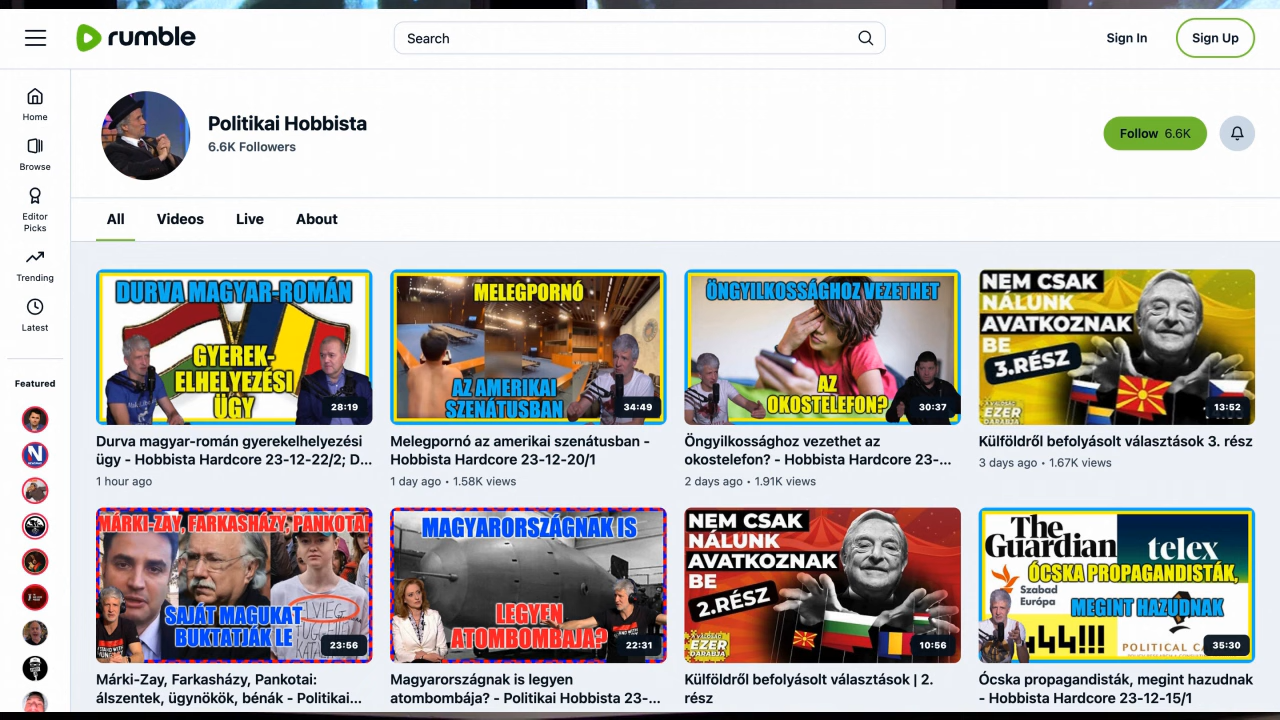 rumble
Search
Sign In
Sign Up
Home
Browse
Editor
Picks
Trending
Latest
Featured
Politikai Hobbista
6.6K Followers
Follow 6.6K
All
Videos
Live
About
DURVA MAGYAR-ROMÁN
GYEREK-
ELHELYEZÉSI
ÜGY
28:19
Durva magyar-román gyerekelhelyezési
ügy - Hobbista Hardcore 23-12-22/2; D...
1 hour ago
MELEGPORNÓ
AZ AMERIKAI
SZENÁTUSBAN
34:49
Melegpornó az amerikai szenátusban -
Hobbista Hardcore 23-12-20/1
1 day ago • 1.58K views
ÖNGYILKOSSÁGHOZ VEZETHET
AZ
OKOSTELEFON?
30:37
Öngyilkossághoz vezethet az
okostelefon? - Hobbista Hardcore 23-...
2 days ago • 1.91K views
NEM CSAK
NÁLUNK
AVATKOZNAK
BE
3.RÉSZ
EZER
13:52
Külföldről befolyásolt választások 3. rész
3 days ago • 1.67K views
MÁRKI-ZAY, FARKASHÁZY, PANKOTAI
SAJÁT MAGUKAT
BUKTATJÁK LE
23:56
Márki-Zay, Farkasházy, Pankotai:
álszentek, ügynökök, bénák - Politikai...
MAGYARORSZÁGNAK IS
LEGYEN
ATOMBOMBÁJA?
22:31
Magyarországnak is legyen
atombombája? - Politikai Hobbista 23-...
NEM CSAK
NÁLUNK
AVATKOZNAK
BE
2.RÉSZ
EZER
DARABJA
10:56
Külföldről befolyásolt választások | 2.
rész
The
Guardian
telex
ÓCSKA PROPAGANDISTÁK,
Szabad
Európa
MEGINT HAZUDNAK
444!!!
POLITICAL CA
35:30
Ócska propagandisták, megint hazudnak
- Hobbista Hardcore 23-12-15/1